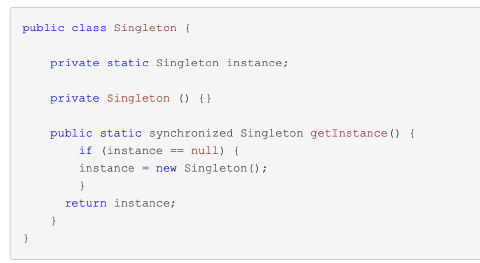 public class Singleton {
private static Singleton instance;
private Singleton () {}
public static synchronized Singleton getInstance() {
if (instance == null) {
instance = new Singleton();
}
return instance;
}
}